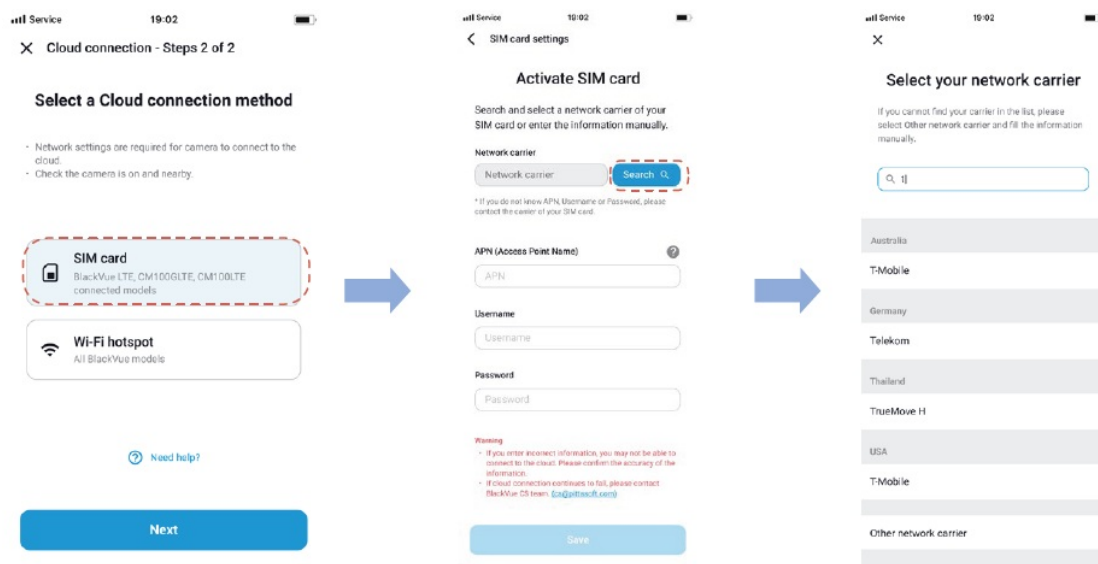 Service 19:02
Cloud connection - Steps 2 of 2
Select a Cloud connection method
· Network settings are required for camera to connect to the
cloud.
· Check the camera is on and nearby.
SIM card
BlackVue LTE, CM100GLTE, CM100LTE
connected models
Wi-Fi hotspot
All BlackVue models
Need help?
Next
Service 19:02
SIM card settings
Activate SIM card
Search and select a network carrier of your
SIM card or enter the information manually.
Network carrier
Network carrier
Search
* If you do not know APN, Username or Password, please
contact the carrier of your SIM card.
APN (Access Point Name)
APN
Username
Username
Password
Password
Warning
· If you enter incorrect information, you may not be able to
connect to the cloud. Please confirm the accuracy of the
information.
· If cloud connection continues to fail, please contact
BlackVue CS team. (cs@pittasoft.com)
Save
Service 19:02
Select your network carrier
If you cannot find your carrier in the list, please
select Other network carrier and fill the information
manually.
Australia
T-Mobile
Germany
Telekom
Thailand
TrueMove H
USA
T-Mobile
Other network carrier